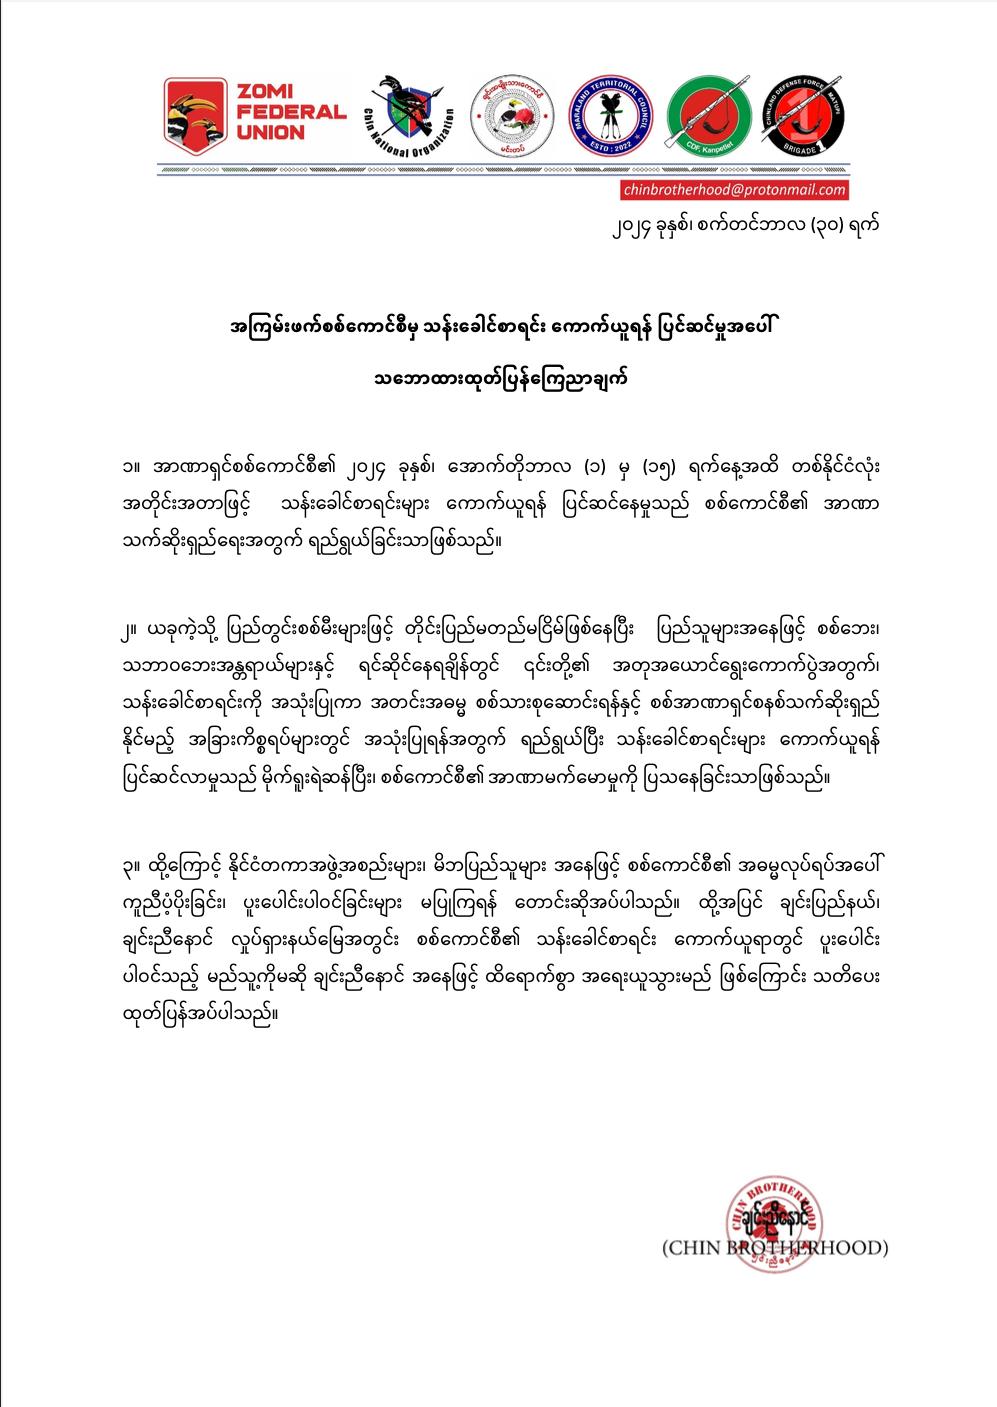 ZOMI
FEDERAL
UNION
Chin National Organization
ချင်းအမျိုးသားကောင်စီ
မင်းတပ်
MARALAND TERRITORIAL COUNCIL
ESTD : 2022
CDF, Kanpetlet
CHINLAND DEFENSE FORCE MATUPI
1
BRIGADE 1
chinbrotherhood@protonmail.com
၂၀၂၄ ခုနှစ်၊ စက်တင်ဘာလ (၃၀) ရက်
အကြမ်းဖက်စစ်ကောင်စီမှ သန်းခေါင်စာရင်း ကောက်ယူရန် ပြင်ဆင်မှုအပေါ်
သဘောထားထုတ်ပြန်ကြေညာချက်
၁။ အာဏာရှင်စစ်ကောင်စီ၏ ၂၀၂၄ ခုနှစ်၊ အောက်တိုဘာလ (၁) မှ (၁၅) ရက်နေ့အထိ တစ်နိုင်ငံလုံး
အတိုင်းအတာဖြင့် သန်းခေါင်စာရင်းများ ကောက်ယူရန် ပြင်ဆင်နေမှုသည် စစ်ကောင်စီ၏ အာဏာ
သက်ဆိုးရှည်ရေးအတွက် ရည်ရွယ်ခြင်းသာဖြစ်သည်။
၂။ ယခုကဲ့သို့ ပြည်တွင်းစစ်မီးများဖြင့် တိုင်းပြည်မတည်မငြိမ်ဖြစ်နေပြီး ပြည်သူများအနေဖြင့် စစ်ဘေး၊
သဘာဝဘေးအန္တရာယ်များနှင့် ရင်ဆိုင်နေရချိန်တွင် ၎င်းတို့၏ အတုအယောင်ရွေးကောက်ပွဲအတွက်၊
သန်းခေါင်စာရင်းကို အသုံးပြုကာ အတင်းအဓမ္မ စစ်သားစုဆောင်းရန်နှင့် စစ်အာဏာရှင်စနစ်သက်ဆိုးရှည်
နိုင်မည့် အခြားကိစ္စရပ်များတွင် အသုံးပြုရန်အတွက် ရည်ရွယ်ပြီး သန်းခေါင်စာရင်းများ ကောက်ယူရန်
ပြင်ဆင်လာမှုသည် မိုက်ရူးရဲဆန်ပြီး၊ စစ်ကောင်စီ၏ အာဏာမက်မောမှုကို ပြသနေခြင်းသာဖြစ်သည်။
၃။ ထို့ကြောင့် နိုင်ငံတကာအဖွဲ့အစည်းများ၊ မိဘပြည်သူများ အနေဖြင့် စစ်ကောင်စီ၏ အဓမ္မလုပ်ရပ်အပေါ်
ကူညီပံ့ပိုးခြင်း၊ ပူးပေါင်းပါဝင်ခြင်းများ မပြုကြရန် တောင်းဆိုအပ်ပါသည်။ ထို့အပြင် ချင်းပြည်နယ်၊
ချင်းညီနောင် လှုပ်ရှားနယ်မြေအတွင်း စစ်ကောင်စီ၏ သန်းခေါင်စာရင်း ကောက်ယူရာတွင် ပူးပေါင်း
ပါဝင်သည့် မည်သူ့ကိုမဆို ချင်းညီနောင် အနေဖြင့် ထိရောက်စွာ အရေးယူသွားမည် ဖြစ်ကြောင်း သတိပေး
ထုတ်ပြန်အပ်ပါသည်။
CHIN BROTHERHOOD
ချင်းညီနောင်
(CHIN BROTHERHOOD)
ချင်းညီနောင်